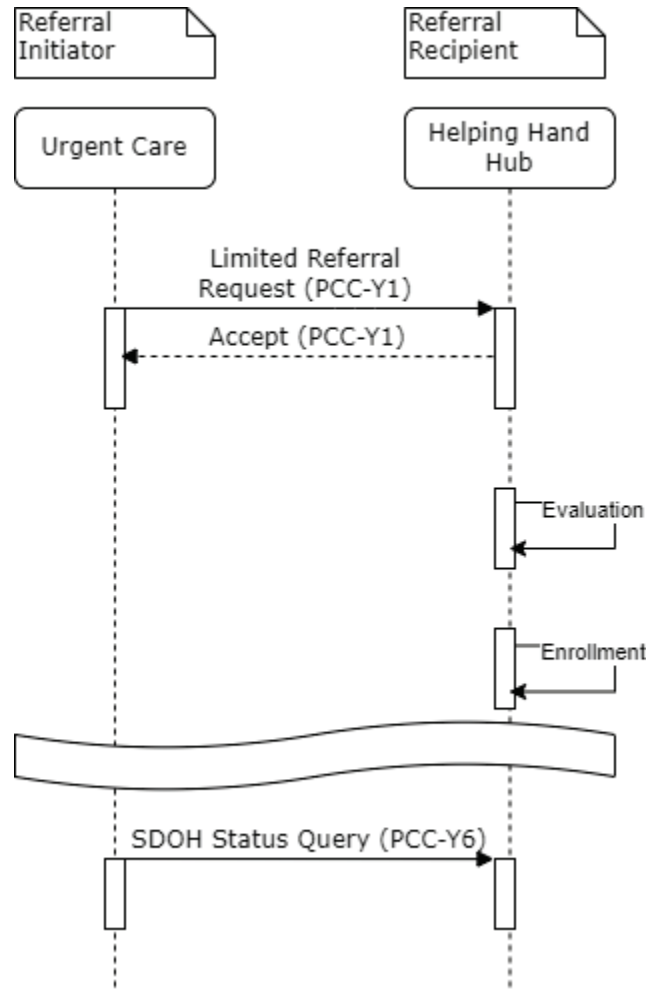 Referral
Initiator
Referral
Recipient
Urgent Care
Helping Hand
Hub
Limited Referral
Request (PCC-Y1)
Accept (PCC-Y1)
Evaluation
Enrollment
SDOH Status Query (PCC-Y6)